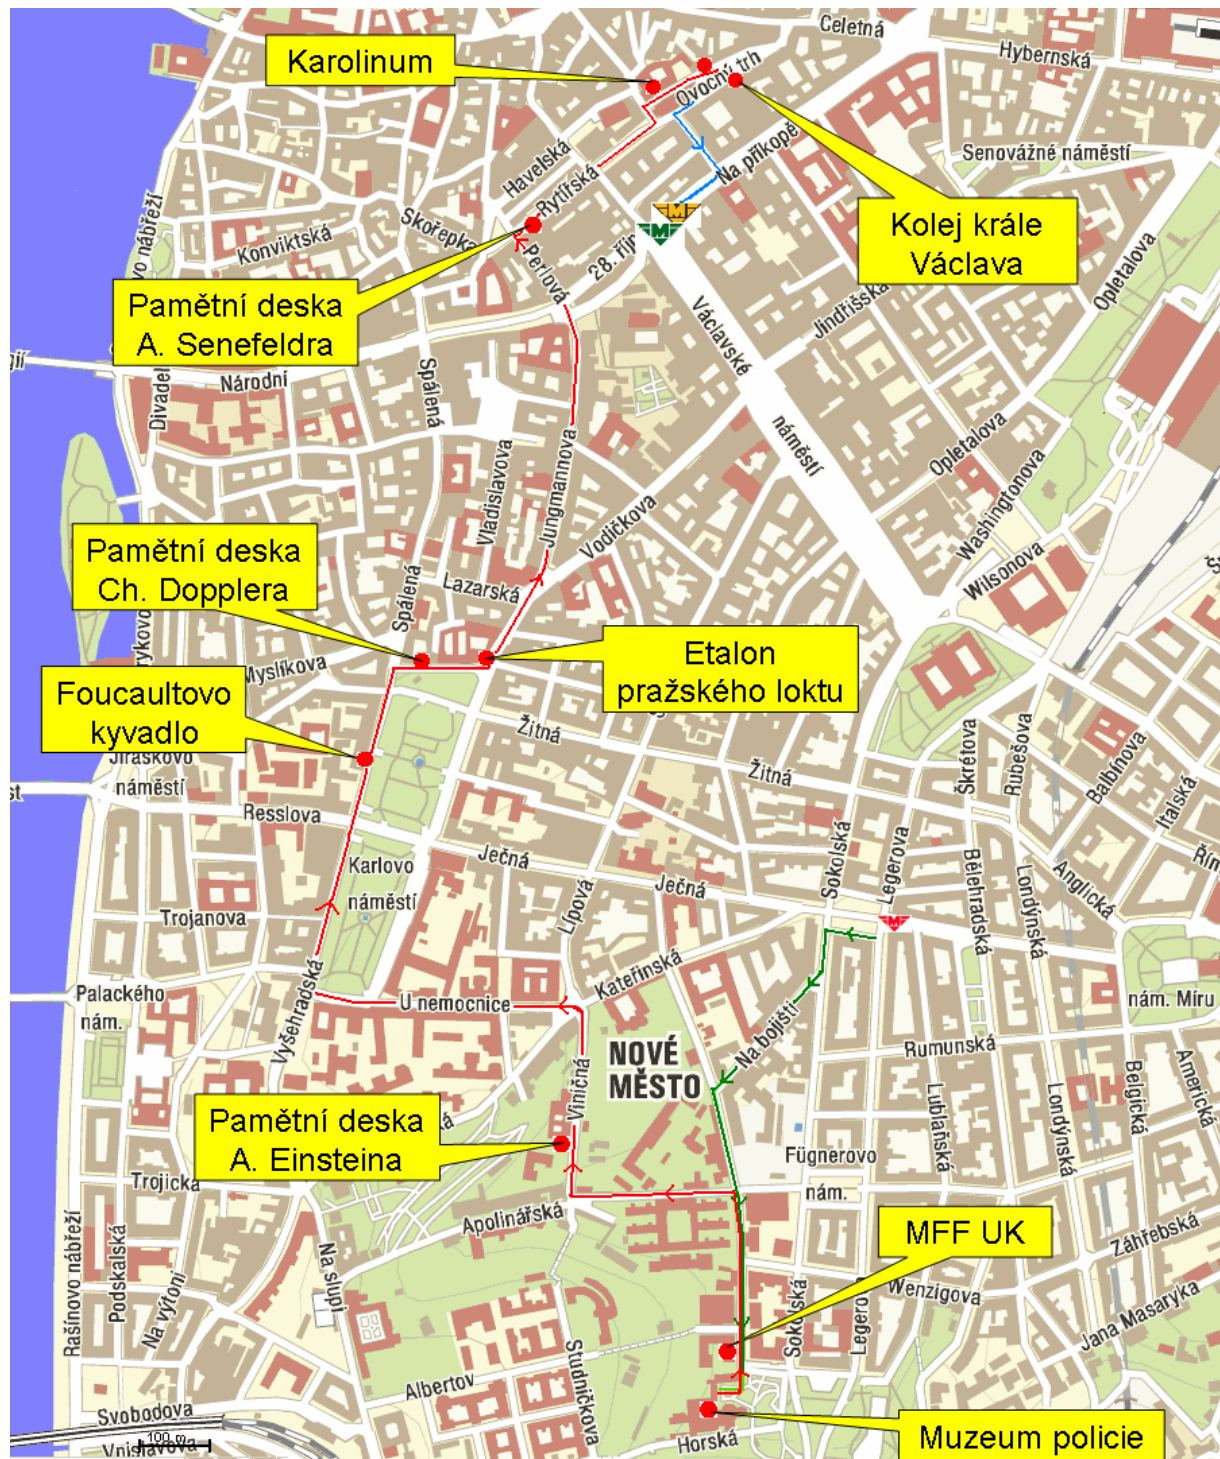 Celetná
Hybernská
Karolinum
Ovocný trh
Na příkopě
Senovážné náměstí
Havelská
Rytířská
Skořepka
Konviktská
Kolej krále
Václava
28. říj
Perlová
Opletalova
Pamětní deska
A. Senefeldra
Václavské
náměstí
Jindřišská
Národní
Divadel
Spálená
Opletalova
Vladislavova
Jungmannova
Vodičkova
Washingtonova
Wilsonova
Pamětní deska
Ch. Dopplera
Lazarská
Spálená
Myslíkova
Etalon
pražského loktu
Foucaultovo
kyvadlo
Žitná
Žitná
Jiráskovo
náměstí
Resslova
Škrétova
Rubešova
Balbínova
Italská
Karlovo
náměstí
Ječná
Ječná
Sokolská
Legerova
Bělehradská
Londýnská
Anglická
Trojanova
Lípová
Kateřinská
Palackého
nám.
Vyšehradská
U nemocnice
nám. Míru
Na bojišti
NOVÉ
MĚSTO
Rumunská
Viničná
Lublaňská
Londýnská
Belgická
Americká
Pamětní deska
A. Einsteina
Fügnerovo
nám.
Trojická
Apolinářská
MFF UK
Záhřebská
Rašínovo nábřeží
Podskalská
Na výtoni
Na slupi
Sokolská
Wenzigova
Jana Masaryka
Albertov
Studničkova
Svobodova
Vnislavova
100 m
Horská
Muzeum policie